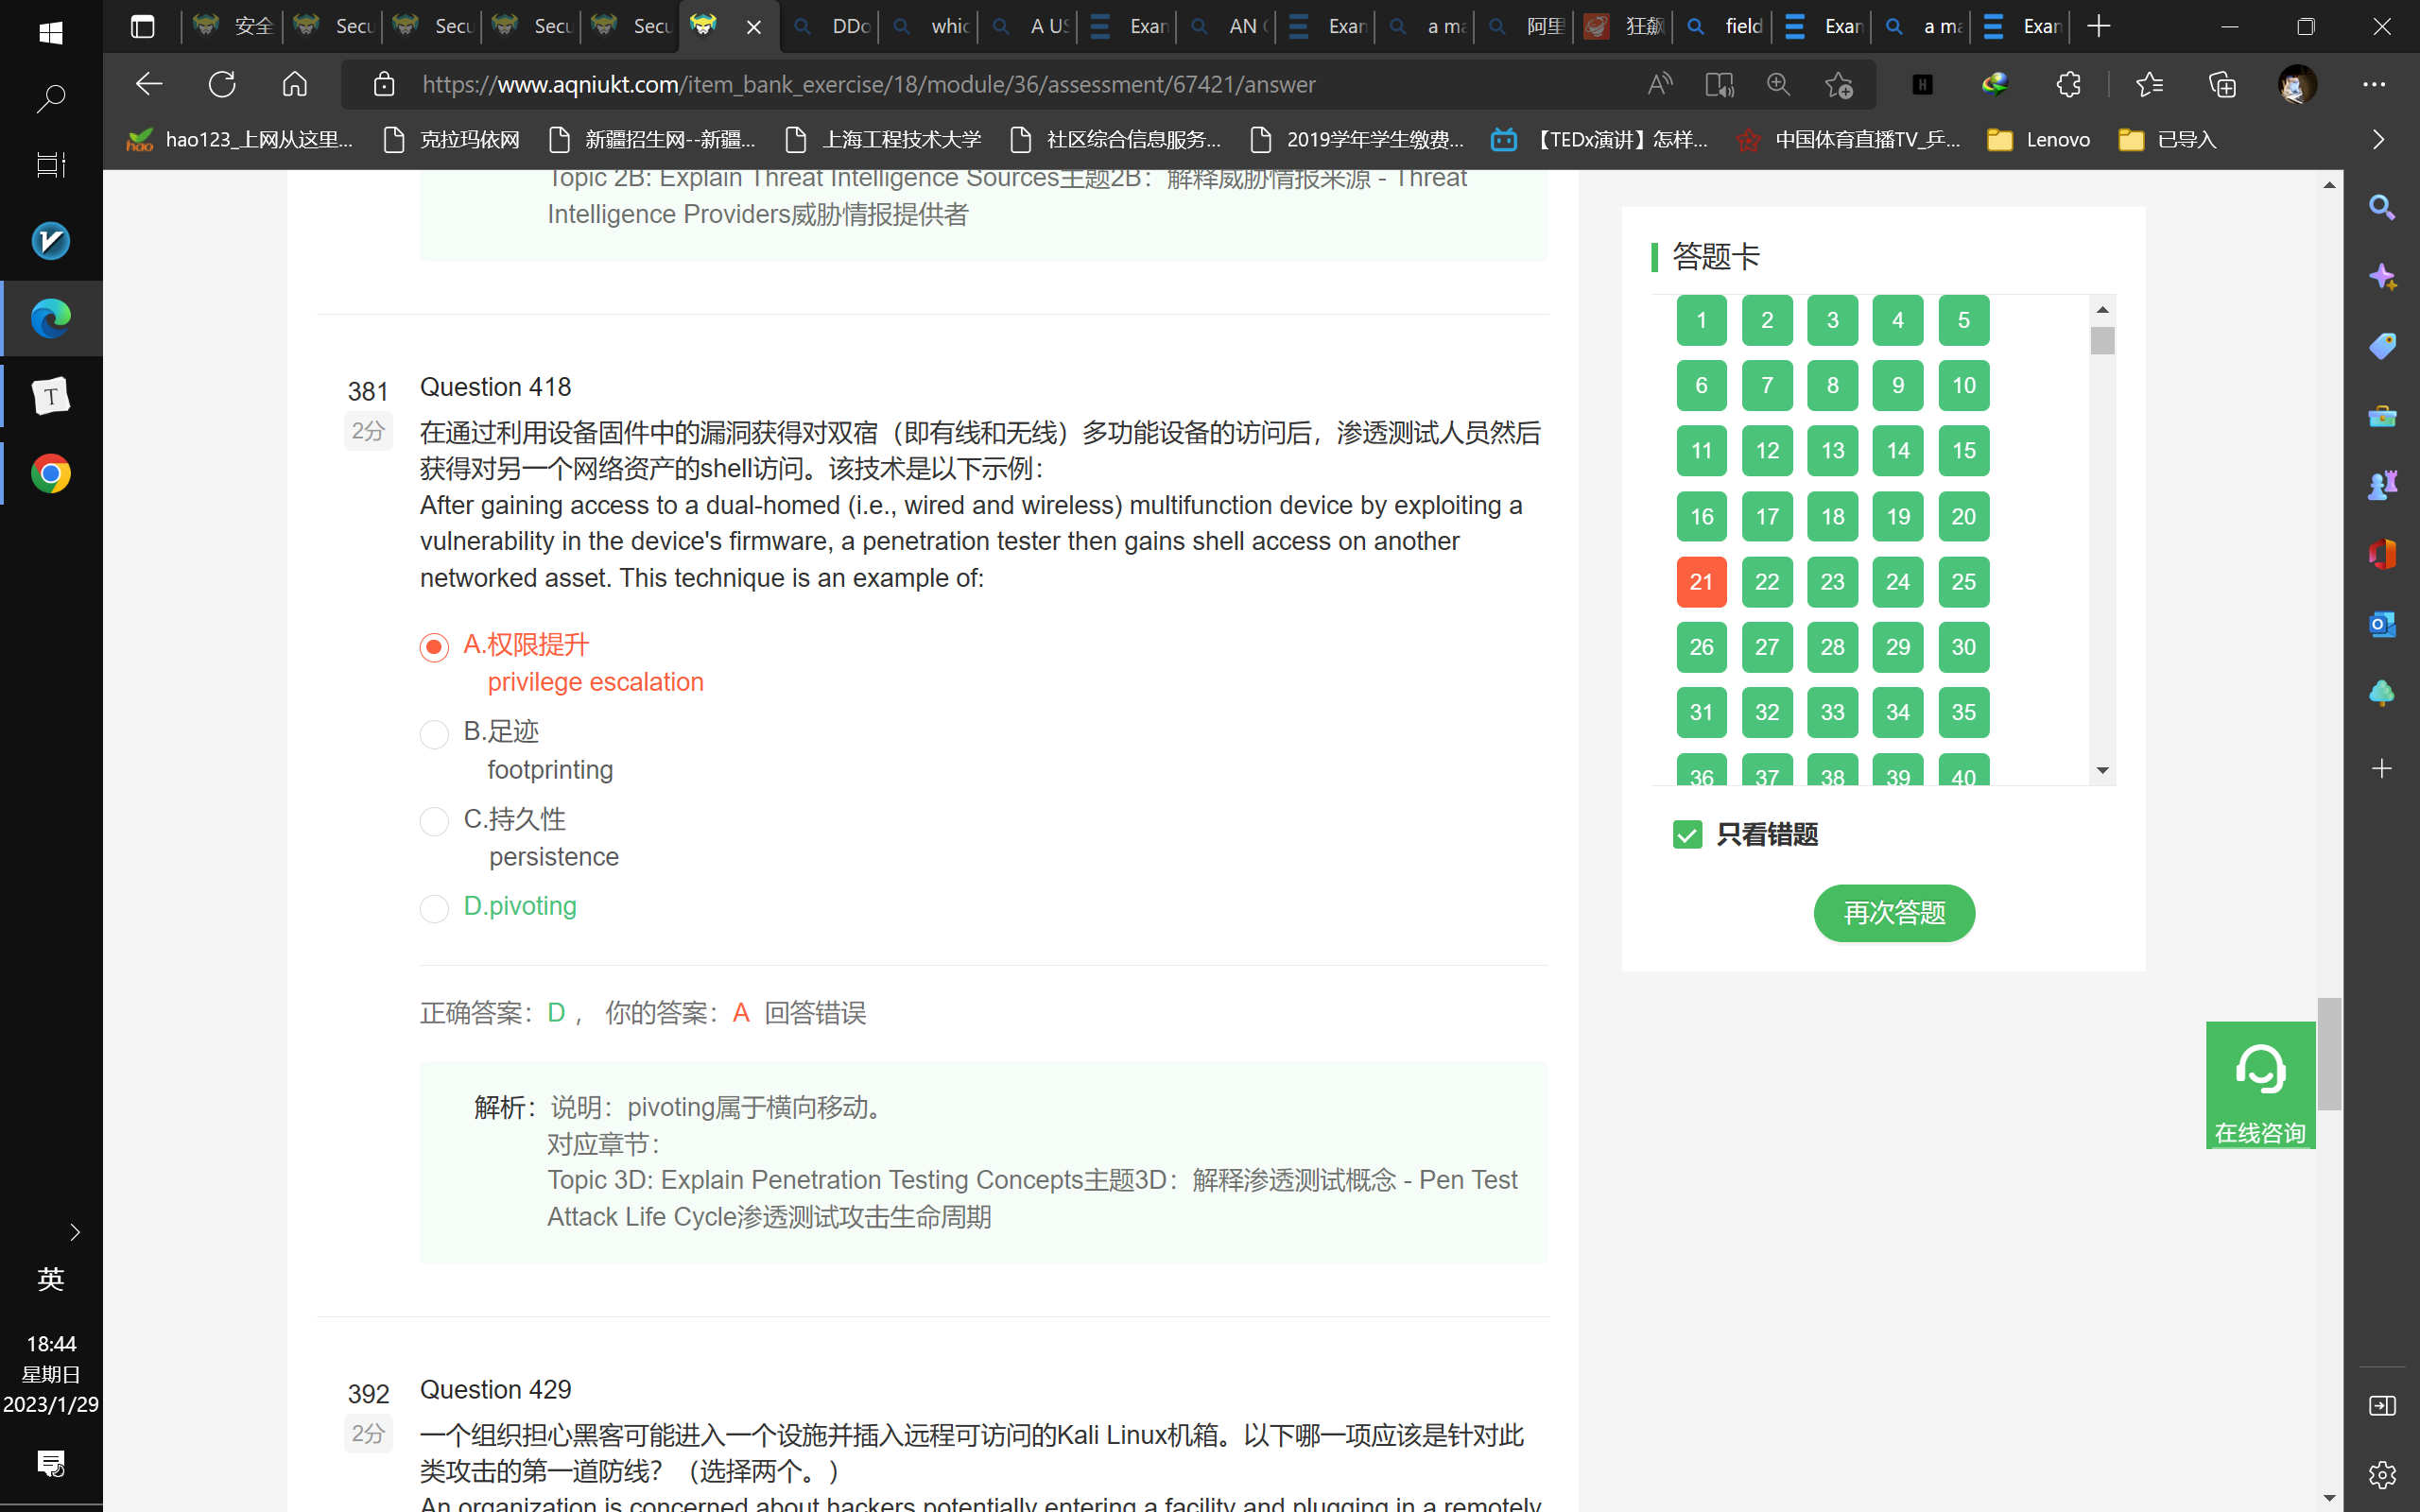 安全
Secu
Secu
Secu
Secu
DDo
whic
A US
Exan
AN
Exan
a ma
阿里
狂飙
field
Exan
a ma
Exan
https://www.aqniukt.com/item_bank_exercise/18/module/36/assessment/67421/answer
hao123_上网从这里...
克拉玛依网
新疆招生网--新疆...
上海工程技术大学
社区综合信息服务...
2019学年学生缴费...
【TEDx演讲】怎样...
中国体育直播TV_乒...
Lenovo
已导入
Topic 2B: Explain Threat Intelligence Sources主题2B：解释威胁情报来源 - Threat
Intelligence Providers威胁情报提供者
381
2分
Question 418
在通过利用设备固件中的漏洞获得对双宿（即有线和无线）多功能设备的访问后，渗透测试人员然后
获得对另一个网络资产的shell访问。该技术是以下示例：
After gaining access to a dual-homed (i.e., wired and wireless) multifunction device by exploiting a
vulnerability in the device's firmware, a penetration tester then gains shell access on another
networked asset. This technique is an example of:
A.权限提升
privilege escalation
B.足迹
footprinting
C.持久性
persistence
D.pivoting
正确答案：D， 你的答案：A 回答错误
解析：说明：pivoting属于横向移动。
对应章节：
Topic 3D: Explain Penetration Testing Concepts主题3D：解释渗透测试概念 - Pen Test
Attack Life Cycle渗透测试攻击生命周期
392
2分
Question 429
一个组织担心黑客可能进入一个设施并插入远程可访问的Kali Linux机箱。以下哪一项应该是针对此
类攻击的第一道防线？（选择两个。）
An organization is concerned about hackers potentially entering a facility and plugging in a remotely
答题卡
1 2 3 4 5
6 7 8 9 10
11 12 13 14 15
16 17 18 19 20
21 22 23 24 25
26 27 28 29 30
31 32 33 34 35
36 37 38 39 40
只看错题
再次答题
在线咨询
英
18:44
星期日
2023/1/29